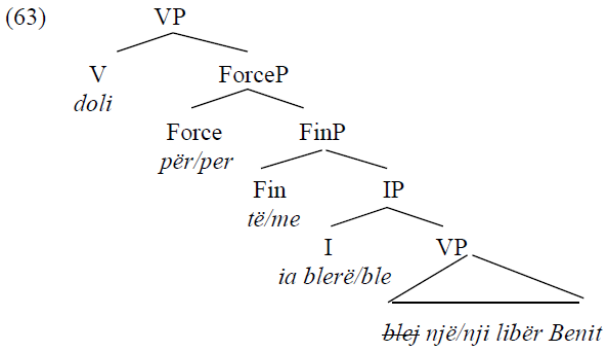 (63) VP
V ForceP
doli
Force FinP
për/per
Fin IP
të/me
I VP
ia blerë/ble
blej një/nji libër Benit